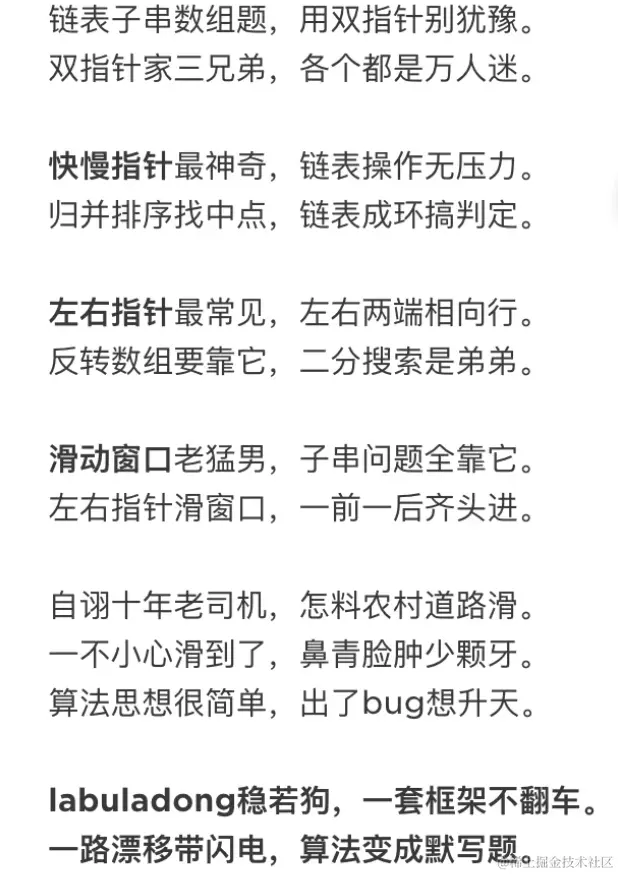 链表子串数组题，用双指针别犹豫。
双指针家三兄弟，各个都是万人迷。
快慢指针最神奇，链表操作无压力。
归并排序找中点，链表成环搞判定。
左右指针最常见，左右两端相向行。
反转数组要靠它，二分搜索是弟弟。
滑动窗口老猛男，子串问题全靠它。
左右指针滑窗口，一前一后齐头进。
自诩十年老司机，怎料农村道路滑。
一不小心滑到了，鼻青脸肿少颗牙。
算法思想很简单，出了bug想升天。
labuladong稳若狗，一套框架不翻车。
一路漂移带闪电，算法变成默写题。
@稀土掘金技术社区